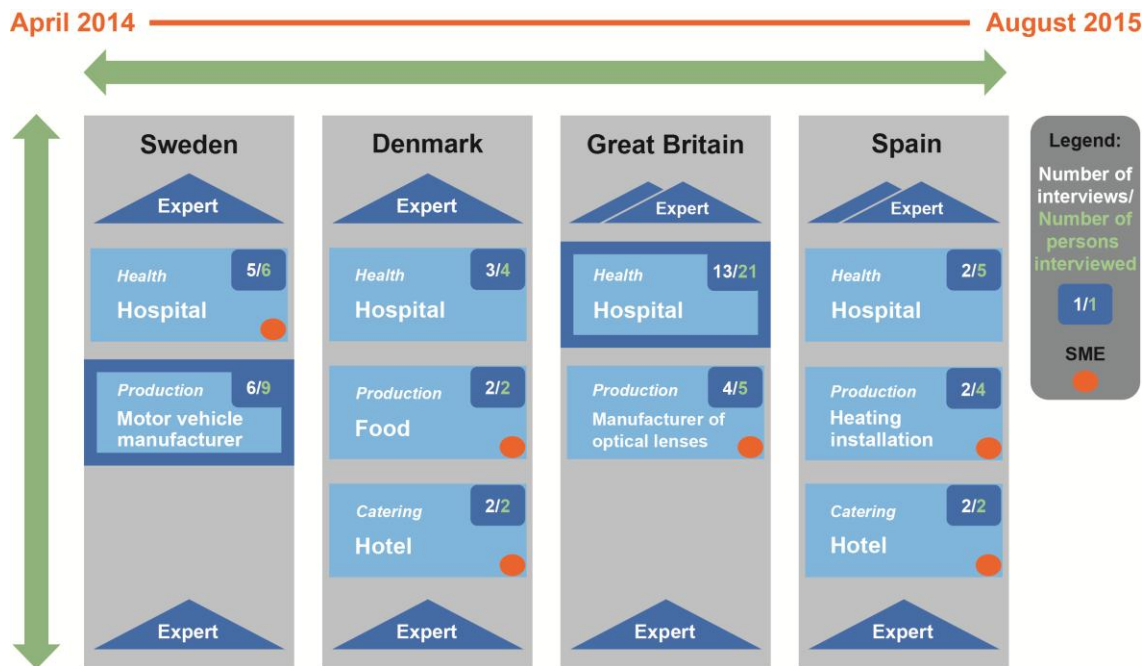 April 2014
August 2015
Sweden
Expert
Health
5/6
Hospital
Production
6/9
Motor vehicle
manufacturer
Expert
Denmark
Expert
Health
3/4
Hospital
Production
2/2
Food
Catering
2/2
Hotel
Expert
Great Britain
Expert
Health
13/21
Hospital
Production
4/5
Manufacturer of
optical lenses
Expert
Spain
Expert
Health
2/5
Hospital
Production
2/4
Heating
installation
Catering
2/2
Hotel
Expert
Legend:
Number of
interviews/
Number of
persons
interviewed
1/1
SME